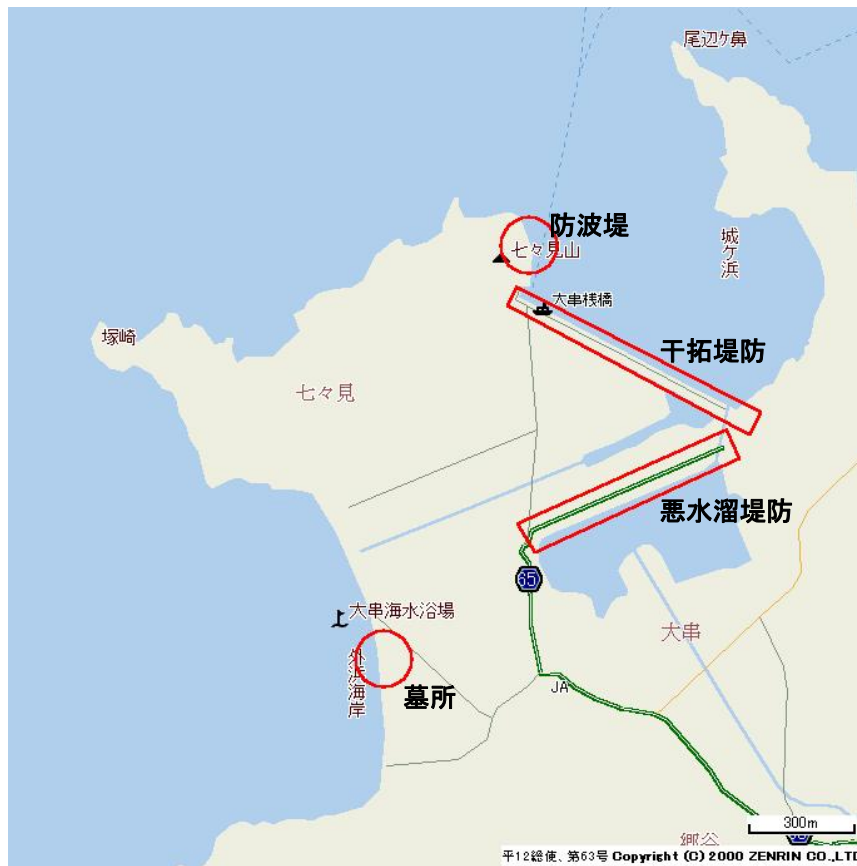 尾辺ケ鼻
防波堤
城ケ浜
七々見山
大串桟橋
塚崎
干拓堤防
七々見
悪水溜堤防
65
大串海水浴場
大串
外浜海岸
墓所
JA
300m
郷谷
平12総使、第63号 Copyright (C) 2000 ZENRIN CO.,LTD